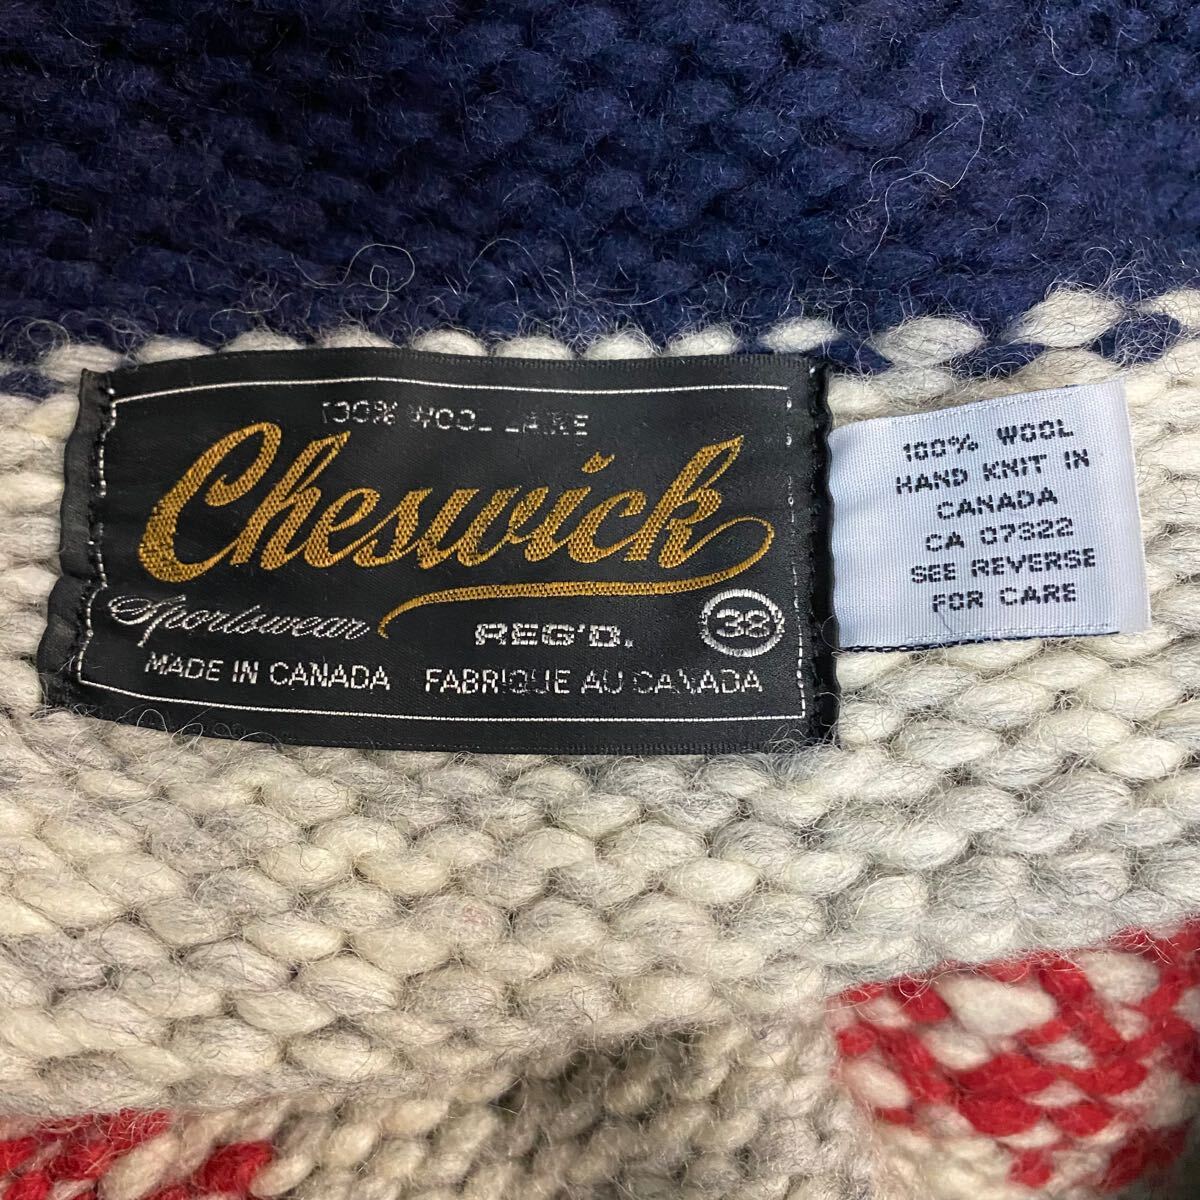 100% WOOL LAINE
Cheswick
Sportswear REG'D. 38
MADE IN CANADA FABRIQUE AU CANADA
100% WOOL
HAND KNIT IN
CANADA
CA 07322
SEE REVERSE
FOR CARE